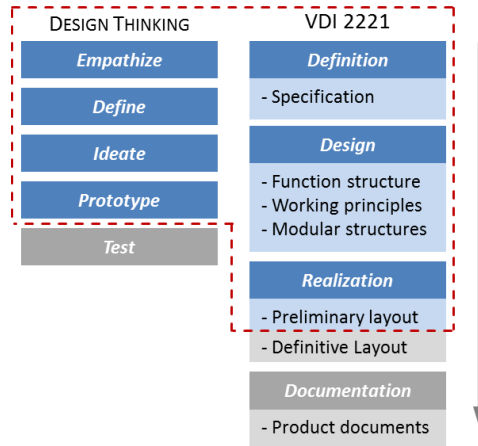 DESIGN THINKING
Empathize
Define
Ideate
Prototype
Test
VDI 2221
Definition
- Specification
Design
- Function structure
- Working principles
- Modular structures
Realization
- Preliminary layout
- Definitive Layout
Documentation
- Product documents